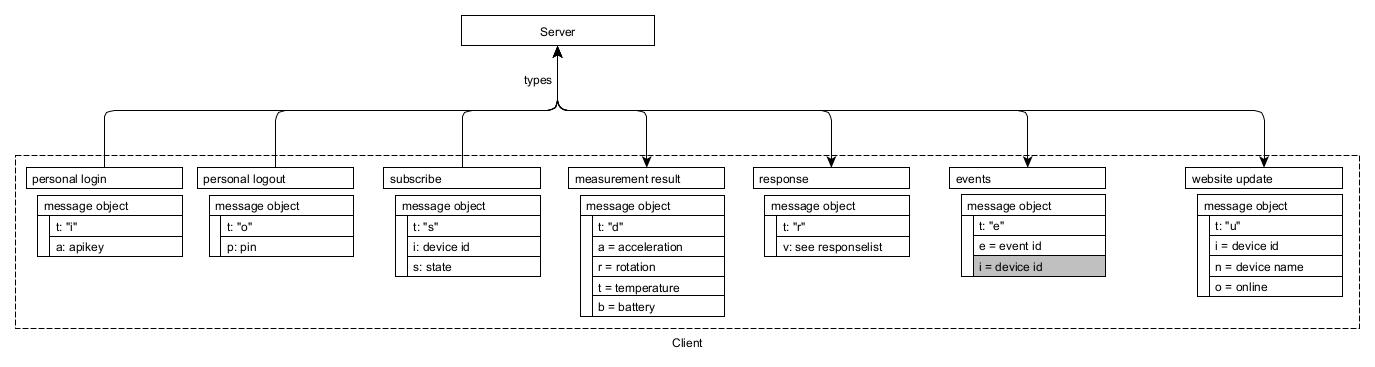 Server
types
personal login
message object
t: "i"
a: apikey
personal logout
message object
t: "o"
p: pin
subscribe
message object
t: "s"
i: device id
s: state
measurement result
message object
t: "d"
a = acceleration
r = rotation
t = temperature
b = battery
response
message object
t: "r"
v: see responselist
events
message object
t: "e"
e = event id
i = device id
website update
message object
t: "u"
i = device id
n = device name
o = online
Client